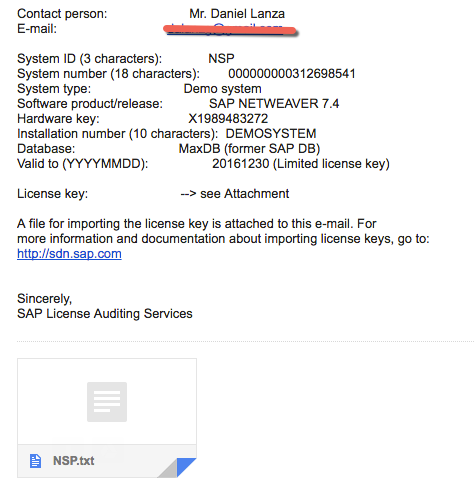 Contact person: Mr. Daniel Lanza
E-mail:
System ID (3 characters): NSP
System number (18 characters): 000000000312698541
System type: Demo system
Software product/release: SAP NETWEAVER 7.4
Hardware key: X1989483272
Installation number (10 characters): DEMOSYSTEM
Database: MaxDB (former SAP DB)
Valid to (YYYYMMDD): 20161230 (Limited license key)
License key: --> see Attachment
A file for importing the license key is attached to this e-mail. For
more information and documentation about importing license keys, go to:
http://sdn.sap.com
Sincerely,
SAP License Auditing Services
NSP.txt